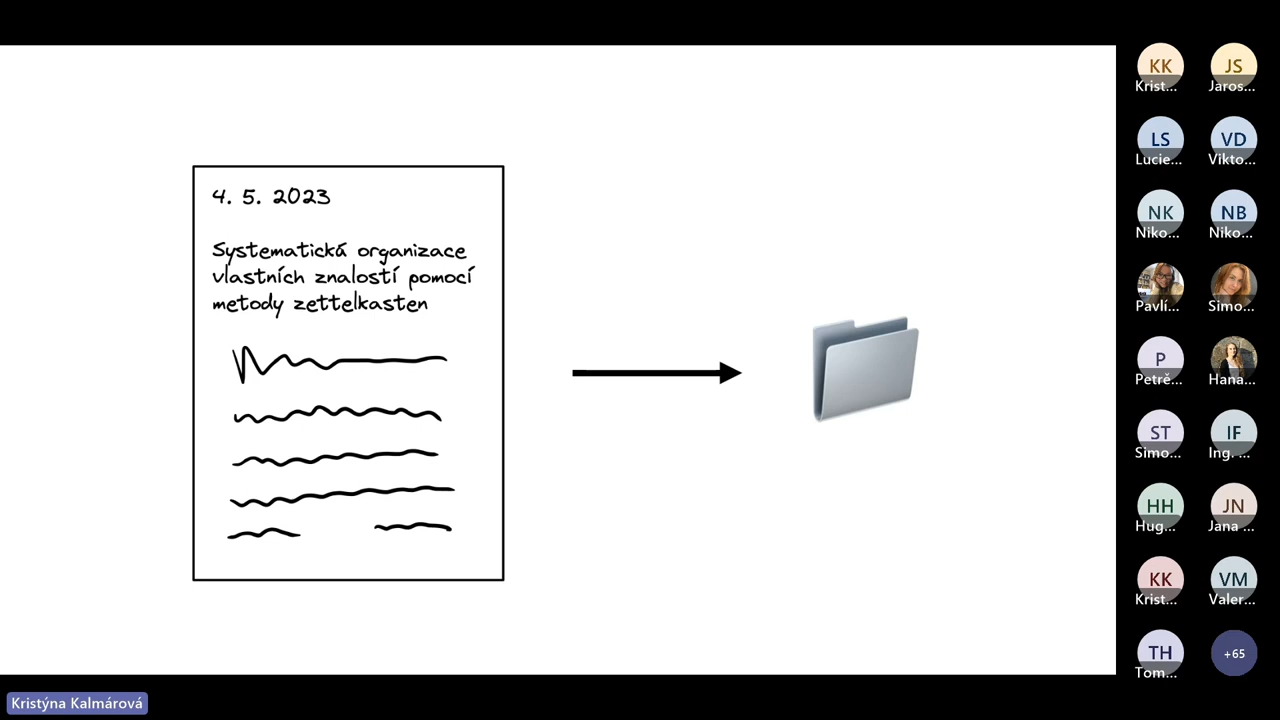 4. 5. 2023
Systematická organizace
vlastních znalostí pomocí
metody zettelkasten
KK
Krist...
JS
Jaros...
LS
Lucie...
VD
Vikto...
NK
Niko...
NB
Niko...
Pavlí...
Simo...
P
Petrě...
Hana...
ST
Simo...
IF
Ing. ...
HH
Hug...
JN
Jana ...
KK
Krist...
VM
Valer...
TH
Tom...
+65
Kristýna Kalmárová